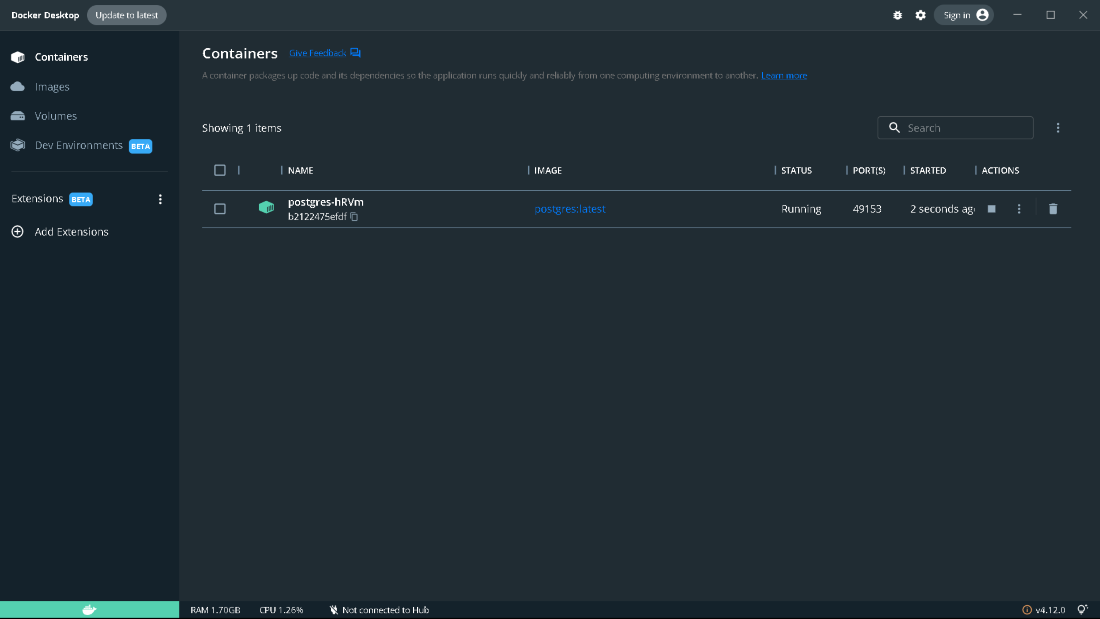 Docker Desktop Update to latest Sign in
Containers
Images
Volumes
Dev Environments BETA
Extensions BETA
Add Extensions
Containers Give Feedback
A container packages up code and its dependencies so the application runs quickly and reliably from one computing environment to another. Learn more
Showing 1 items Search
NAME IMAGE STATUS PORT(S) STARTED ACTIONS
postgres-hRVm postgres:latest Running 49153 2 seconds ag
b2122475efdf
RAM 1.70GB CPU 1.26% Not connected to Hub v4.12.0